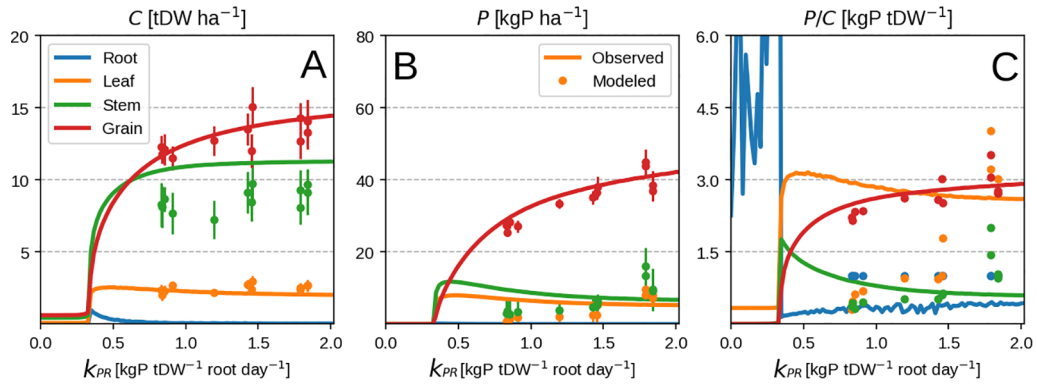 C [tDW ha⁻¹]
20
15
10
5
0.0 0.5 1.0 1.5 2.0
Root
Leaf
Stem
Grain
A
k_PR [kgP tDW⁻¹ root day⁻¹]
P [kgP ha⁻¹]
80
60
40
20
0.0 0.5 1.0 1.5 2.0
B
Observed
Modeled
k_PR [kgP tDW⁻¹ root day⁻¹]
P/C [kgP tDW⁻¹]
6.0
4.5
3.0
1.5
0.0 0.5 1.0 1.5 2.0
C
k_PR [kgP tDW⁻¹ root day⁻¹]